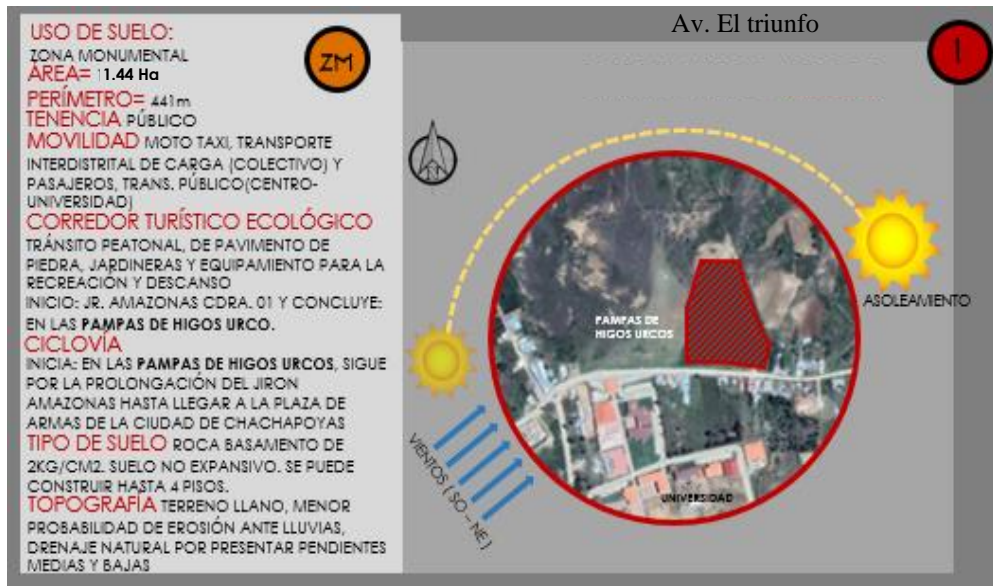 USO DE SUELO:
ZONA MONUMENTAL
ÁREA= 1.44 Ha
PERÍMETRO= 441m
TENENCIA PÚBLICO
MOVILIDAD MOTO TAXI, TRANSPORTE
INTERDISTRITAL DE CARGA (COLECTIVO) Y
PASAJEROS, TRANS. PÚBLICO(CENTRO-
UNIVERSIDAD)
CORREDOR TURÍSTICO ECOLÓGICO
TRÁNSITO PEATONAL, DE PAVIMENTO DE
PIEDRA, JARDINERAS Y EQUIPAMIENTO PARA LA
RECREACIÓN Y DESCANSO
INICIO: JR. AMAZONAS CDRA. 01 Y CONCLUYE:
EN LAS PAMPAS DE HIGOS URCO.
CICLOVÍA
INICIA: EN LAS PAMPAS DE HIGOS URCOS, SIGUE
POR LA PROLONGACIÓN DEL JIRON
AMAZONAS HASTA LLEGAR A LA PLAZA DE
ARMAS DE LA CIUDAD DE CHACHAPOYAS
TIPO DE SUELO ROCA BASAMENTO DE
2KG/CM2. SUELO NO EXPANSIVO. SE PUEDE
CONSTRUIR HASTA 4 PISOS.
TOPOGRAFÍA TERRENO LLANO, MENOR
PROBABILIDAD DE EROSIÓN ANTE LLUVIAS,
DRENAJE NATURAL POR PRESENTAR PENDIENTES
MEDIAS Y BAJAS
ZM
Av. El triunfo
1
N
ASOLEAMIENTO
PAMPAS DE
HIGOS URCOS
UNIVERSIDAD
VIENTOS ( SO - NE )